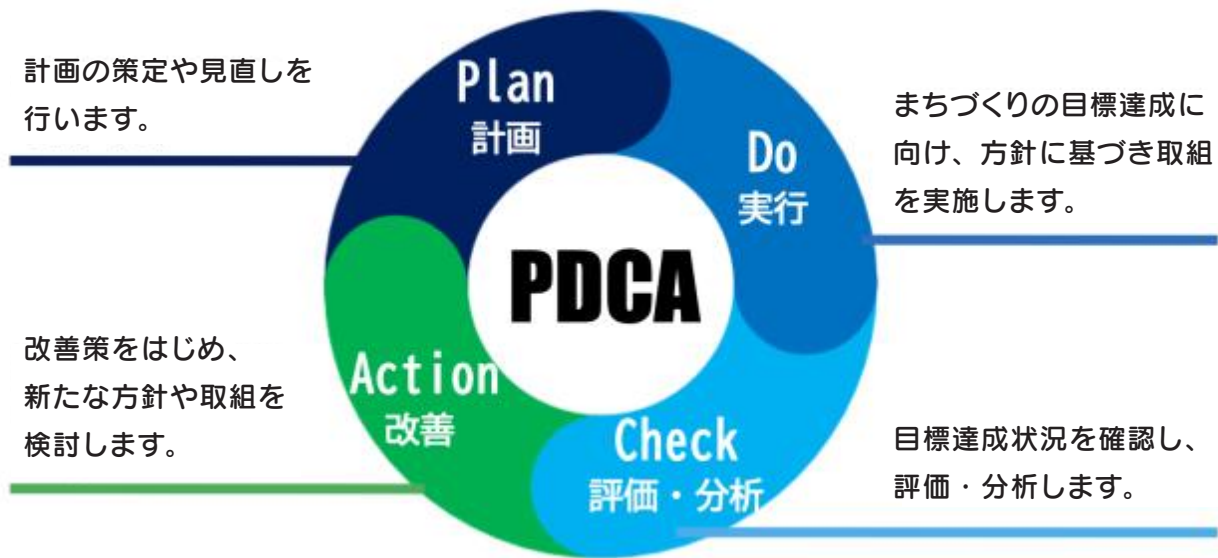 計画の策定や見直しを
行います。
Plan
計画
まちづくりの目標達成に
向け、方針に基づき取組
を実施します。
Do
実行
PDCA
改善策をはじめ、
新たな方針や取組を
検討します。
Action
改善
Check
評価・分析
目標達成状況を確認し、
評価・分析します。